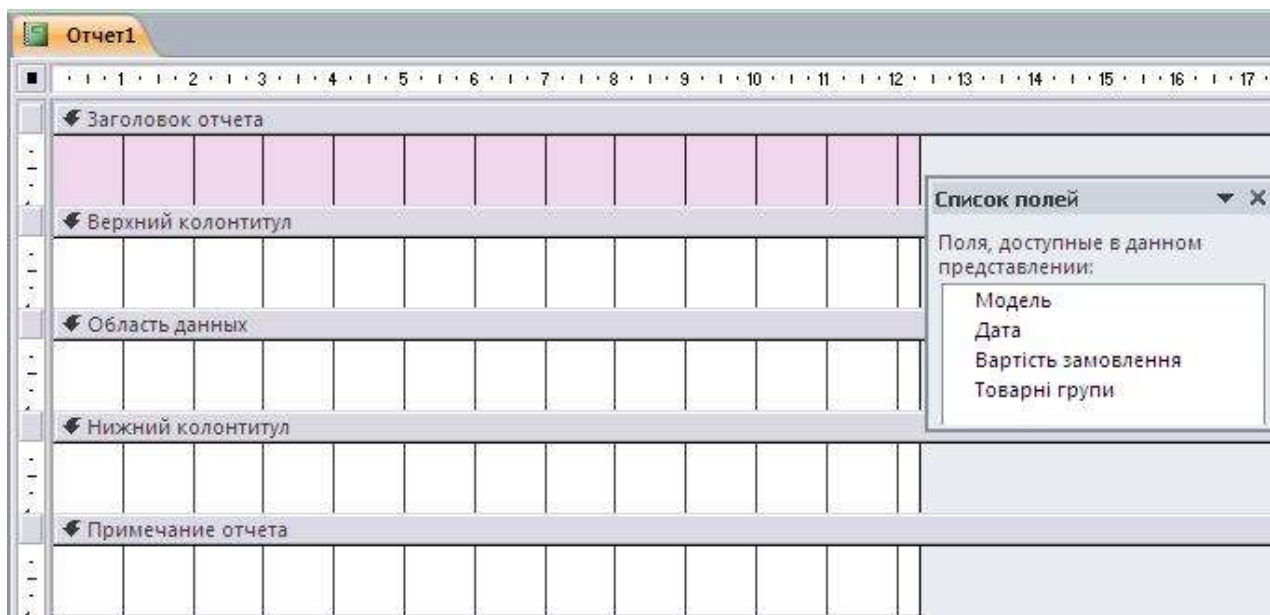 Отчет1
1 2 3 4 5 6 7 8 9 10 11 12 13 14 15 16 17
Заголовок отчета
Верхний колонтитул
Список полей
Поля, доступные в данном
представлении:
Модель
Дата
Вартість замовлення
Товарні групи
Область данных
Нижний колонтитул
Примечание отчета